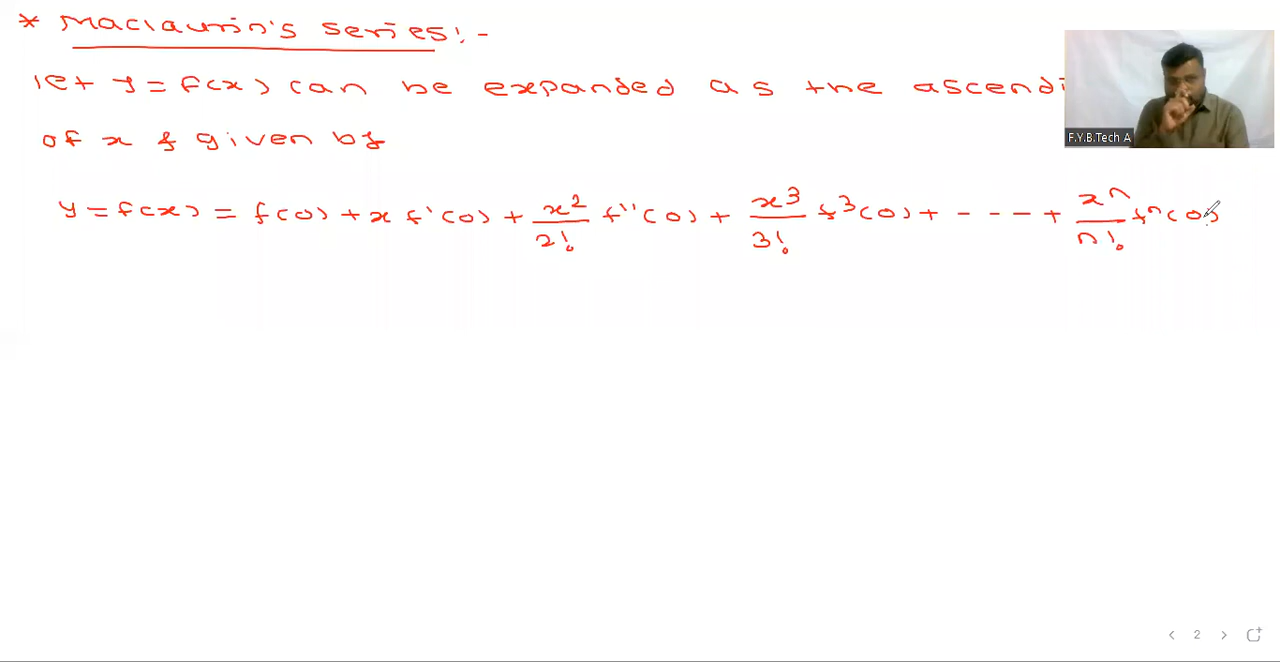 * Maclaurin's series:-
let y = f(x) can be expanded as the ascendi
of x & given by
y = f(x) = f(0) + x f'(0) + x²/2! f''(0) + x³/3! f³(0) + - - - + xⁿ/n! fⁿ(0)
F.Y.B.Tech A
< 2 >